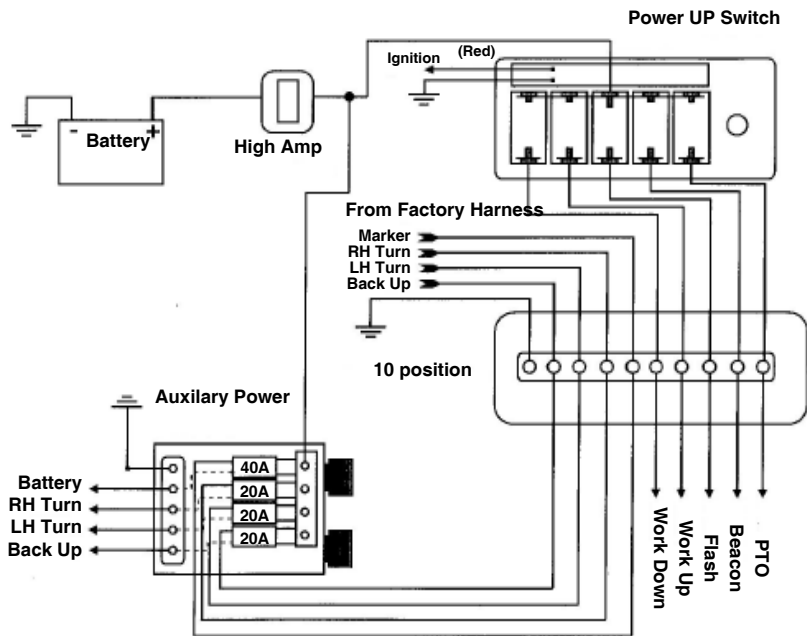 Power UP Switch
Ignition
(Red)
Battery
-
+
High Amp
From Factory Harness
Marker
RH Turn
LH Turn
Back Up
10 position
Auxilary Power
40A
20A
20A
20A
Battery
RH Turn
LH Turn
Back Up
Work Down
Work Up
Flash
Beacon
PTO